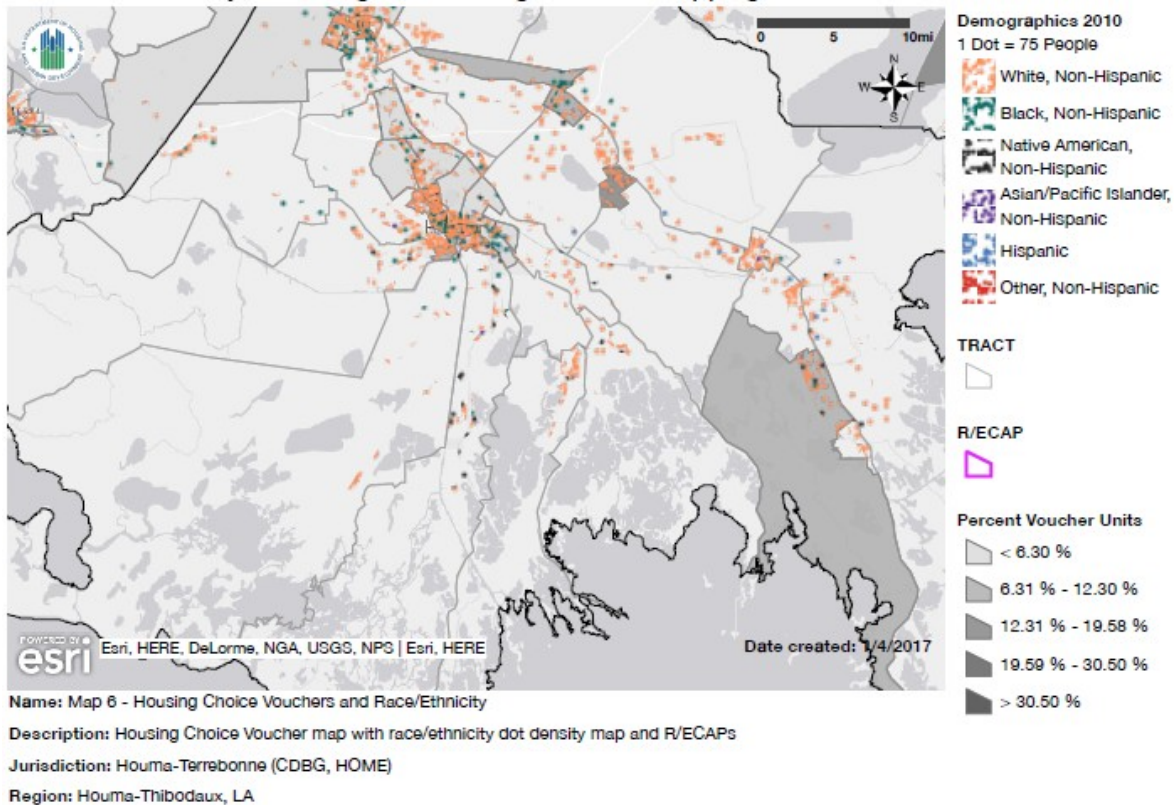 0 5 10mi
N
W E
S
Demographics 2010
1 Dot = 75 People
White, Non-Hispanic
Black, Non-Hispanic
Native American,
Non-Hispanic
Asian/Pacific Islander,
Non-Hispanic
Hispanic
Other, Non-Hispanic
TRACT
R/ECAP
Percent Voucher Units
< 6.30 %
6.31 % - 12.30 %
12.31 % - 19.58 %
19.59 % - 30.50 %
> 30.50 %
POWERED BY
esri
Esri, HERE, DeLorme, NGA, USGS, NPS | Esri, HERE
Date created: 1/4/2017
Name: Map 6 - Housing Choice Vouchers and Race/Ethnicity
Description: Housing Choice Voucher map with race/ethnicity dot density map and R/ECAPs
Jurisdiction: Houma-Terrebonne (CDBG, HOME)
Region: Houma-Thibodaux, LA